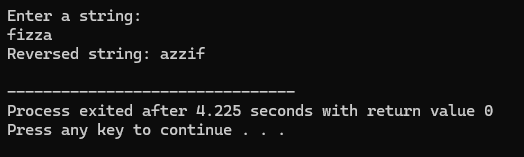 Enter a string:
fizza
Reversed string: azzif
--------------------------------
Process exited after 4.225 seconds with return value 0
Press any key to continue . . .